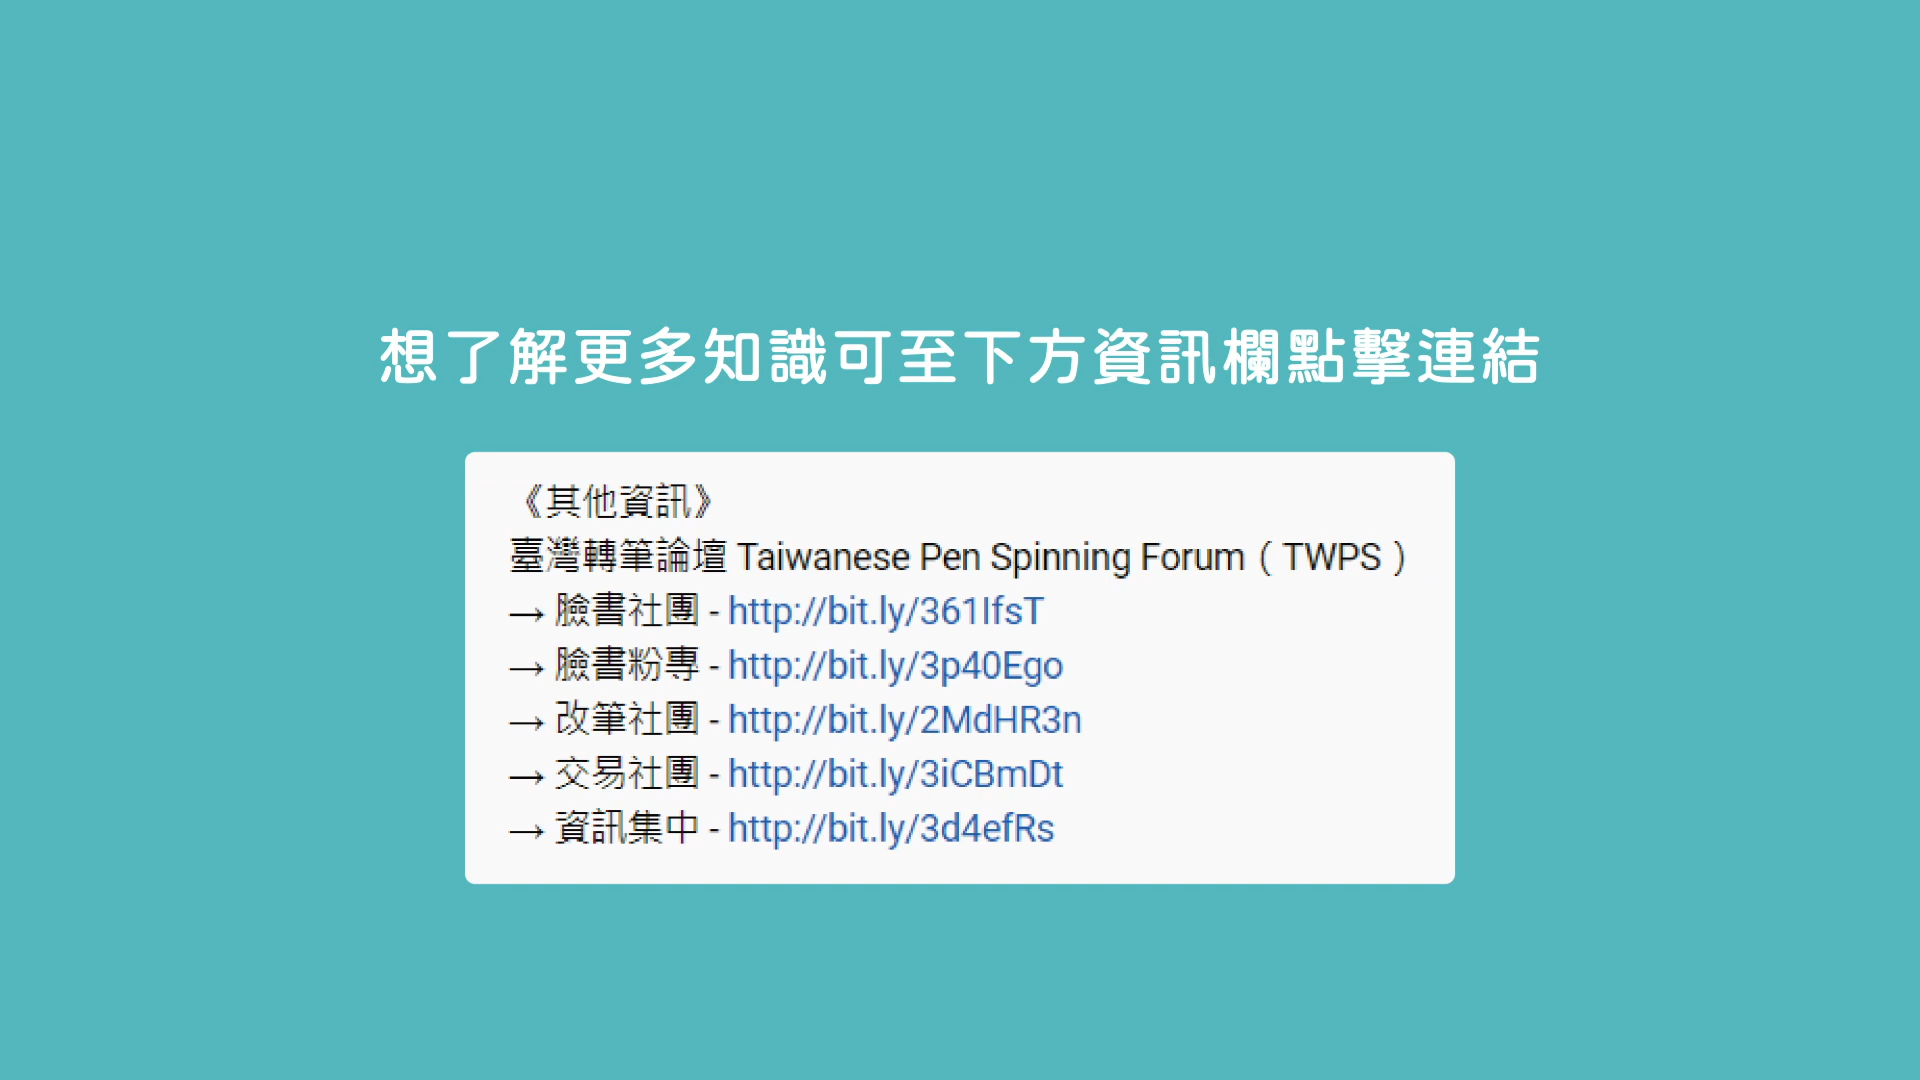 想了解更多知識可至下方資訊欄點擊連結
《其他資訊》
臺灣轉筆論壇 Taiwanese Pen Spinning Forum（TWPS）
→ 臉書社團 - http://bit.ly/361IfsT
→ 臉書粉專 - http://bit.ly/3p40Ego
→ 改筆社團 - http://bit.ly/2MdHR3n
→ 交易社團 - http://bit.ly/3iCBmDt
→ 資訊集中 - http://bit.ly/3d4efRs